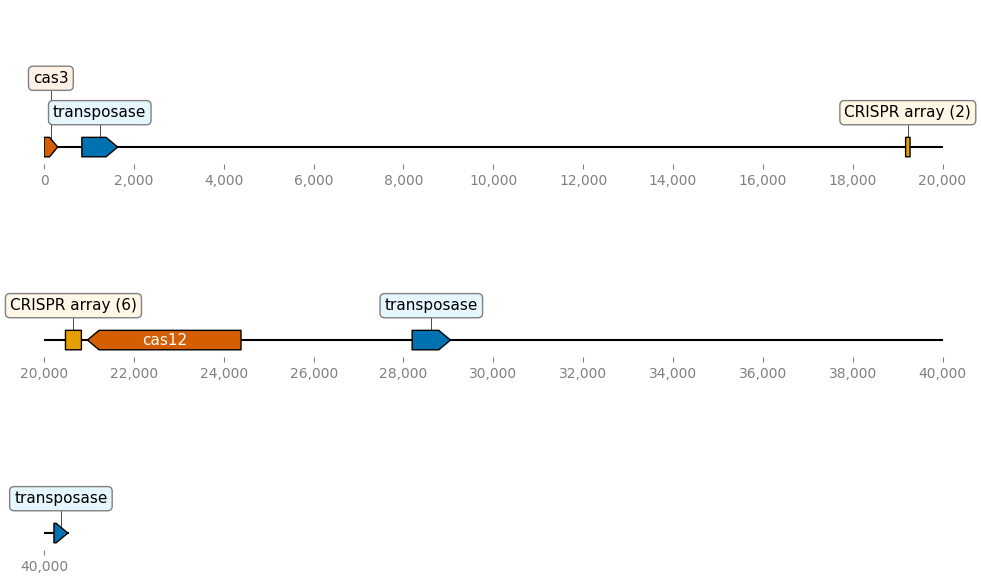 cas3
transposase
CRISPR array (2)
0 2,000 4,000 6,000 8,000 10,000 12,000 14,000 16,000 18,000 20,000
CRISPR array (6)
transposase
cas12
20,000 22,000 24,000 26,000 28,000 30,000 32,000 34,000 36,000 38,000 40,000
transposase
40,000